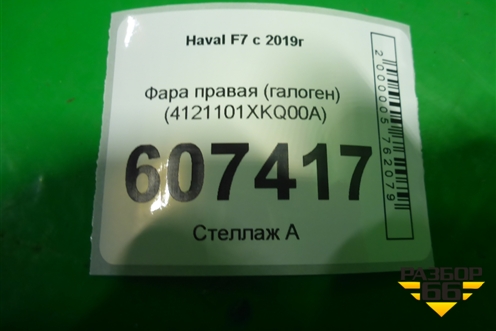 Haval F7 с 2019г
Фара правая (галоген)
(4121101XKQ00A)
607417
Стеллаж А
2000005762079
РАЗБОР
66